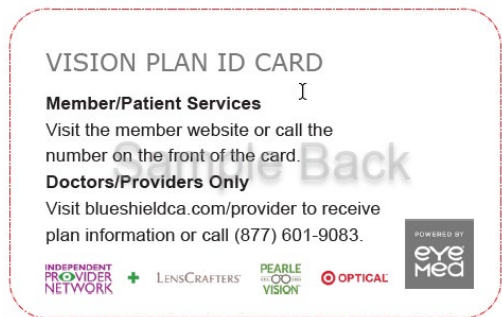 VISION PLAN ID CARD
Member/Patient Services
Visit the member website or call the
number on the front of the card.
Sample Back
Doctors/Providers Only
Visit blueshieldca.com/provider to receive
plan information or call (877) 601-9083.
POWERED BY
eye
Med
INDEPENDENT
PROVIDER
NETWORK
+ LENSCRAFTERS
PEARLE
VISION
OPTICAL